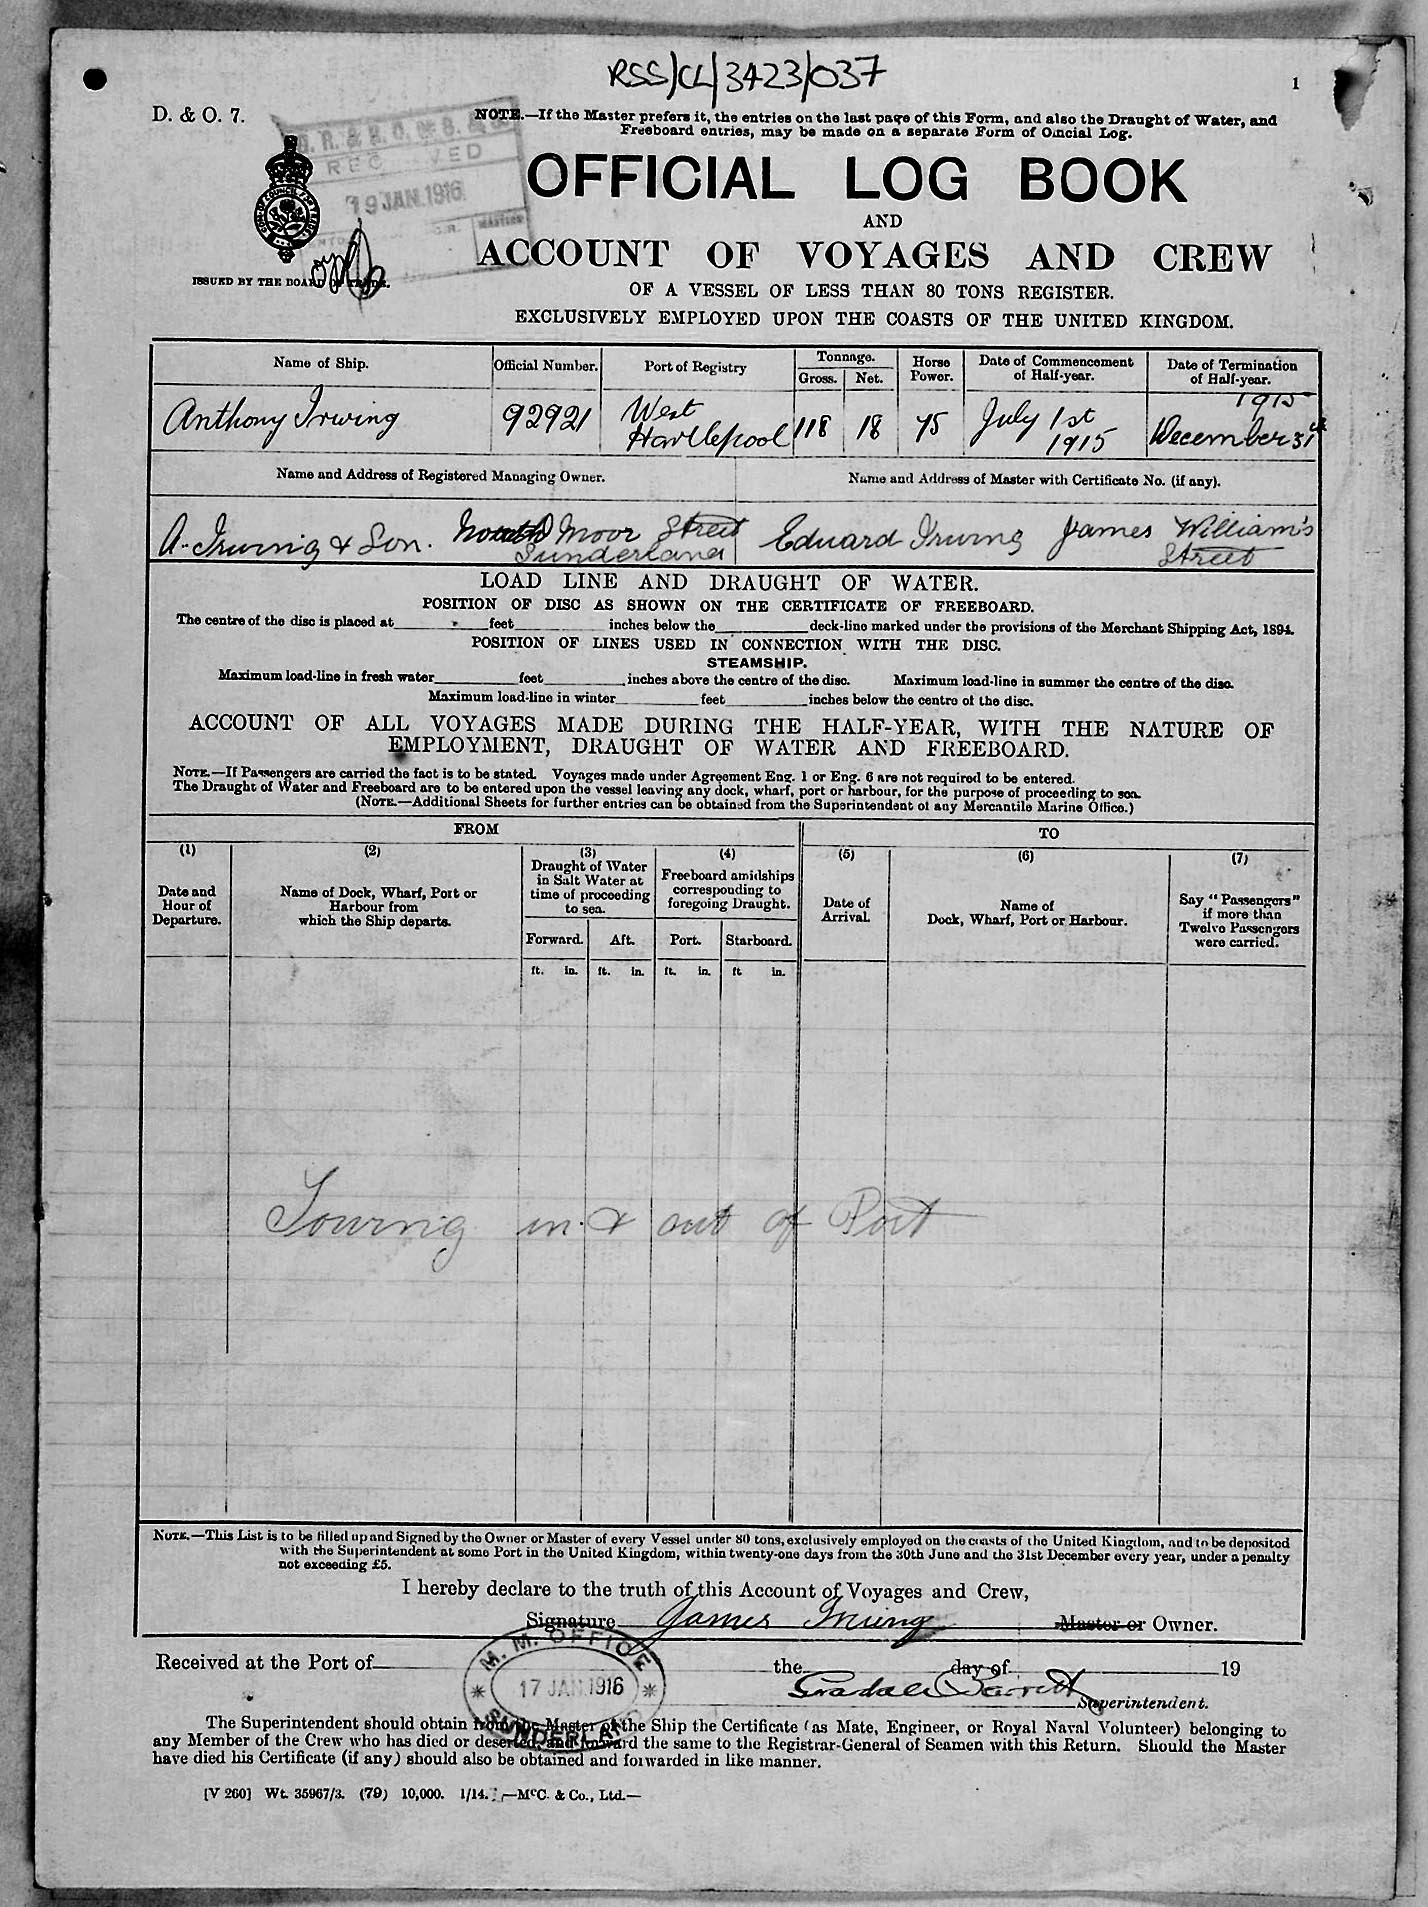 RSS/CL/3423/037
1
D. & O. 7.
NOTE.—If the Master prefers it, the entries on the last page of this Form, and also the Draught of Water, and
Freeboard entries, may be made on a separate Form of Official Log.
REC VED
19 JAN. 1916
MASTERS
ISSUED BY THE BOARD OF TRADE.
OFFICIAL LOG BOOK
AND
ACCOUNT OF VOYAGES AND CREW
OF A VESSEL OF LESS THAN 80 TONS REGISTER.
EXCLUSIVELY EMPLOYED UPON THE COASTS OF THE UNITED KINGDOM.
Name of Ship. Official Number. Port of Registry Tonnage. Gross. Net. Horse Power. Date of Commencement of Half-year. Date of Termination of Half-year.
Anthony Irwing 92921 West Hartlepool 118 18 45 July 1st 1915 December 31st 1915
Name and Address of Registered Managing Owner. Name and Address of Master with Certificate No. (if any).
A. Irwing & Son. Moor Street Sunderland Edward Irwing James William's Street
LOAD LINE AND DRAUGHT OF WATER.
POSITION OF DISC AS SHOWN ON THE CERTIFICATE OF FREEBOARD.
The centre of the disc is placed at feet inches below the deck-line marked under the provisions of the Merchant Shipping Act, 1894.
POSITION OF LINES USED IN CONNECTION WITH THE DISC.
STEAMSHIP.
Maximum load-line in fresh water feet inches above the centre of the disc. Maximum load-line in summer the centre of the disc.
Maximum load-line in winter feet inches below the centre of the disc.
ACCOUNT OF ALL VOYAGES MADE DURING THE HALF-YEAR, WITH THE NATURE OF
EMPLOYMENT, DRAUGHT OF WATER AND FREEBOARD.
NOTE.—If Passengers are carried the fact is to be stated. Voyages made under Agreement Eng. 1 or Eng. 6 are not required to be entered.
The Draught of Water and Freeboard are to be entered upon the vessel leaving any dock, wharf, port or harbour, for the purpose of proceeding to sea.
(NOTE.—Additional Sheets for further entries can be obtained from the Superintendent of any Mercantile Marine Office.)
FROM TO
(1) (2) (3) (4) (5) (6) (7)
Date and Hour of Departure.
Name of Dock, Wharf, Port or Harbour from which the Ship departs.
Draught of Water in Salt Water at time of proceeding to sea.
Freeboard amidships corresponding to foregoing Draught.
Date of Arrival.
Name of Dock, Wharf, Port or Harbour.
Say "Passengers" if more than Twelve Passengers were carried.
Forward. Aft. Port. Starboard.
ft. in. ft. in. ft. in. ft in.
Towing in & out of Port
NOTE.—This List is to be filled up and Signed by the Owner or Master of every Vessel under 80 tons, exclusively employed on the coasts of the United Kingdom, and to be deposited
with the Superintendent at some Port in the United Kingdom, within twenty-one days from the 30th June and the 31st December every year, under a penalty
not exceeding £5.
I hereby declare to the truth of this Account of Voyages and Crew,
Signature James Irwing Master or Owner.
Received at the Port of the day of 19
M. M. OFFICE
17 JAN. 1916
SUNDERLAND
Superintendent.
The Superintendent should obtain from the Master of the Ship the Certificate (as Mate, Engineer, or Royal Naval Volunteer) belonging to
any Member of the Crew who has died or deserted, and forward the same to the Registrar-General of Seamen with this Return. Should the Master
have died his Certificate (if any) should also be obtained and forwarded in like manner.
[V 260] Wt. 35967/3. (79) 10,000. 1/14. —McC. & Co., Ltd.—